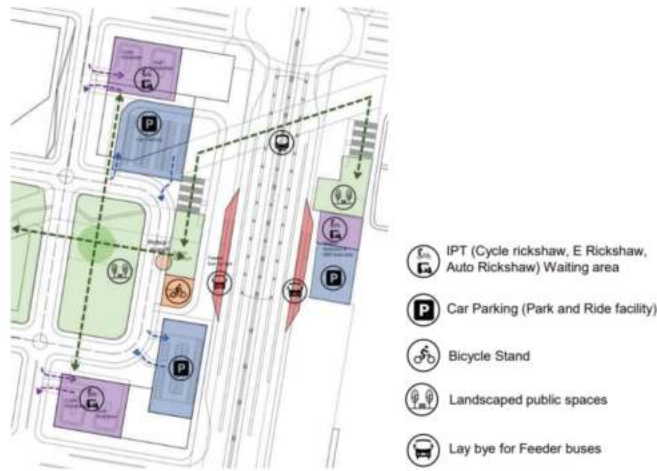 P
P
P
IPT (Cycle rickshaw, E Rickshaw,
Auto Rickshaw) Waiting area
P
Car Parking (Park and Ride facility)
Bicycle Stand
Landscaped public spaces
Lay bye for Feeder buses